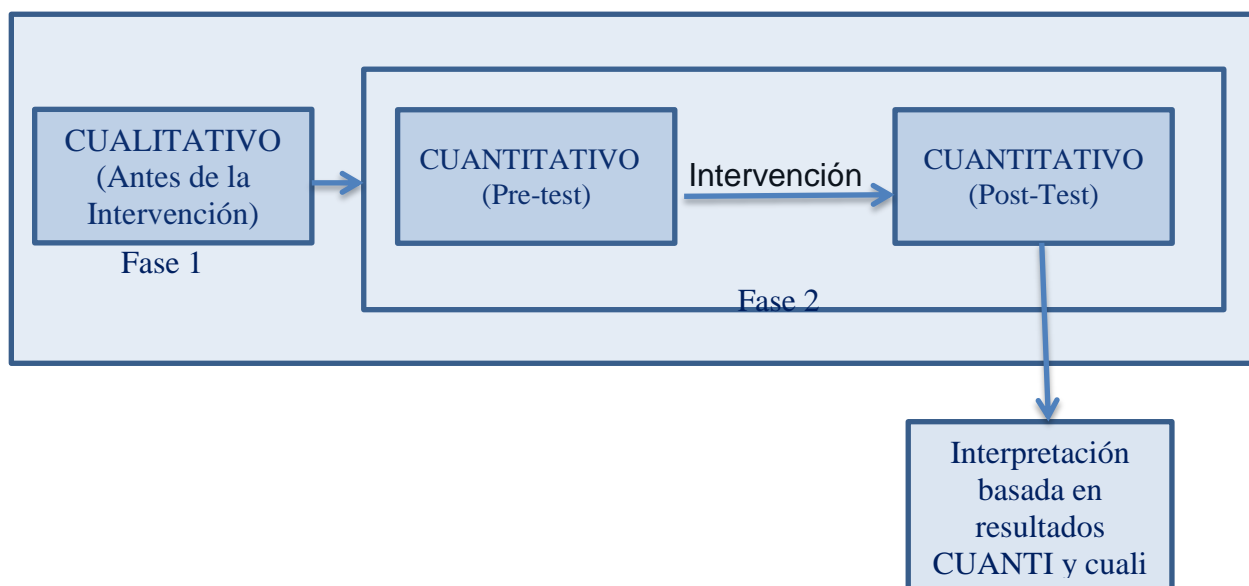 CUALITATIVO
(Antes de la
Intervención)
Fase 1
CUANTITATIVO
(Pre-test)
Intervención
CUANTITATIVO
(Post-Test)
Fase 2
Interpretación
basada en
resultados
CUANTI y cuali